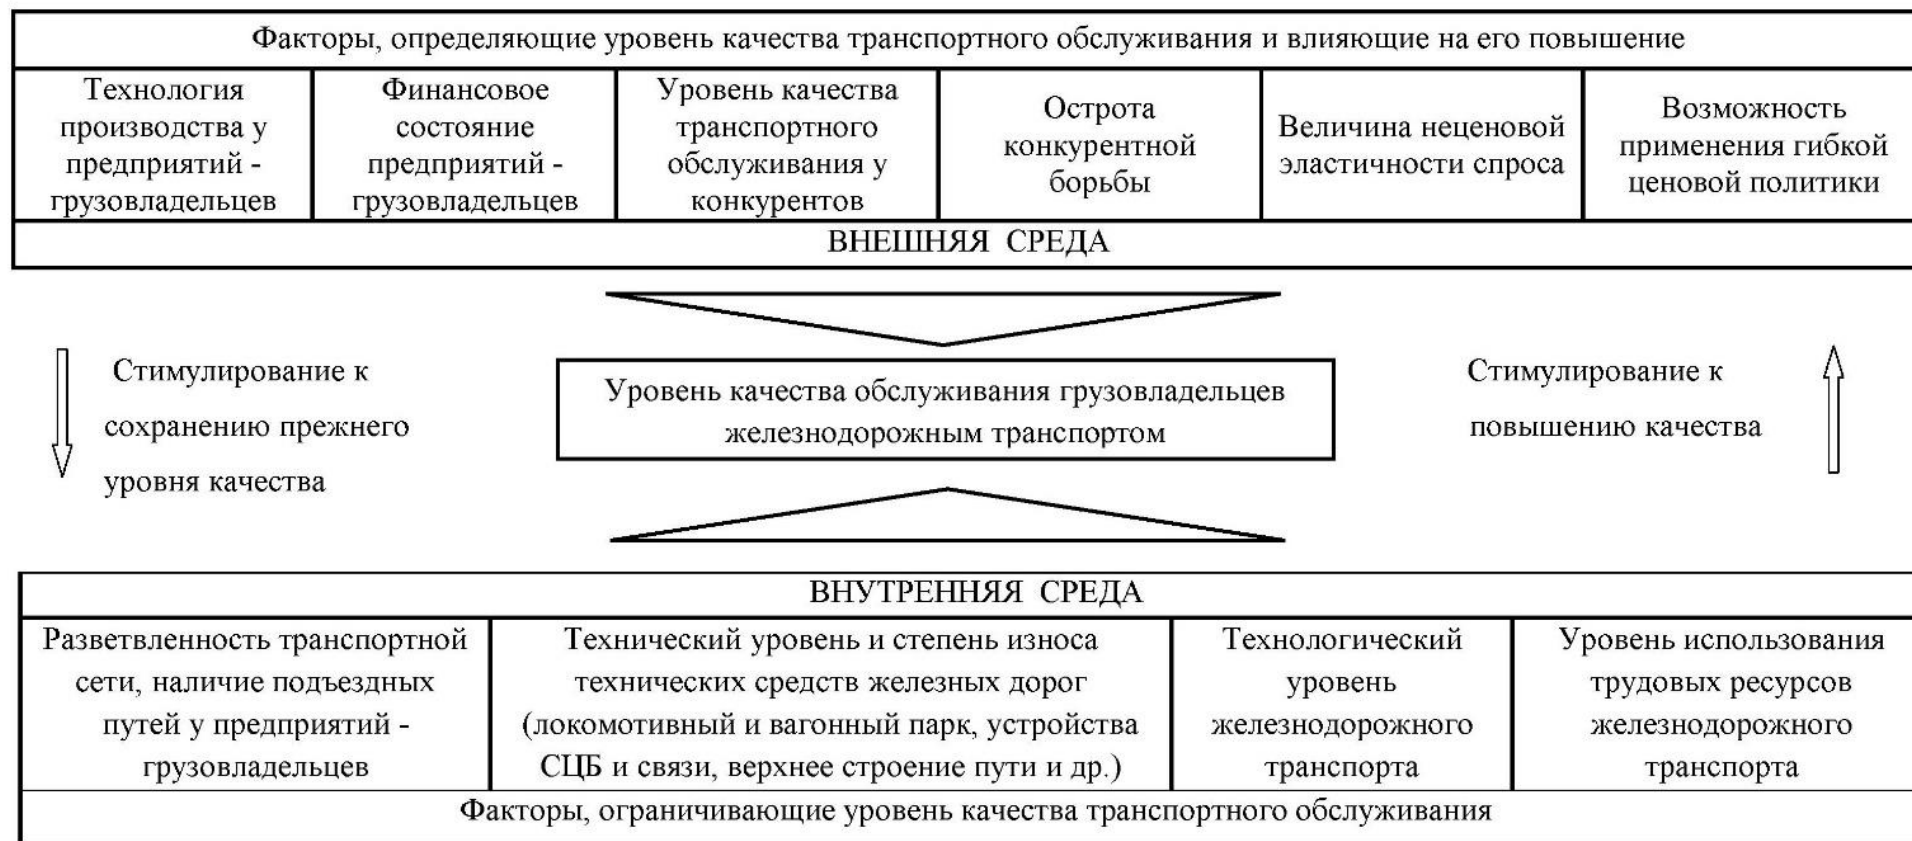 Факторы, определяющие уровень качества транспортного обслуживания и влияющие на его повышение
Технология
производства у
предприятий -
грузовладельцев
Финансовое
состояние
предприятий -
грузовладельцев
Уровень качества
транспортного
обслуживания у
конкурентов
Острота
конкурентной
борьбы
Величина неценовой
эластичности спроса
Возможность
применения гибкой
ценовой политики
ВНЕШНЯЯ СРЕДА
Стимулирование к
сохранению прежнего
уровня качества
Уровень качества обслуживания грузовладельцев
железнодорожным транспортом
Стимулирование к
повышению качества
ВНУТРЕННЯЯ СРЕДА
Разветвленность транспортной
сети, наличие подъездных
путей у предприятий -
грузовладельцев
Технический уровень и степень износа
технических средств железных дорог
(локомотивный и вагонный парк, устройства
СЦБ и связи, верхнее строение пути и др.)
Технологический
уровень
железнодорожного
транспорта
Уровень использования
трудовых ресурсов
железнодорожного
транспорта
Факторы, ограничивающие уровень качества транспортного обслуживания